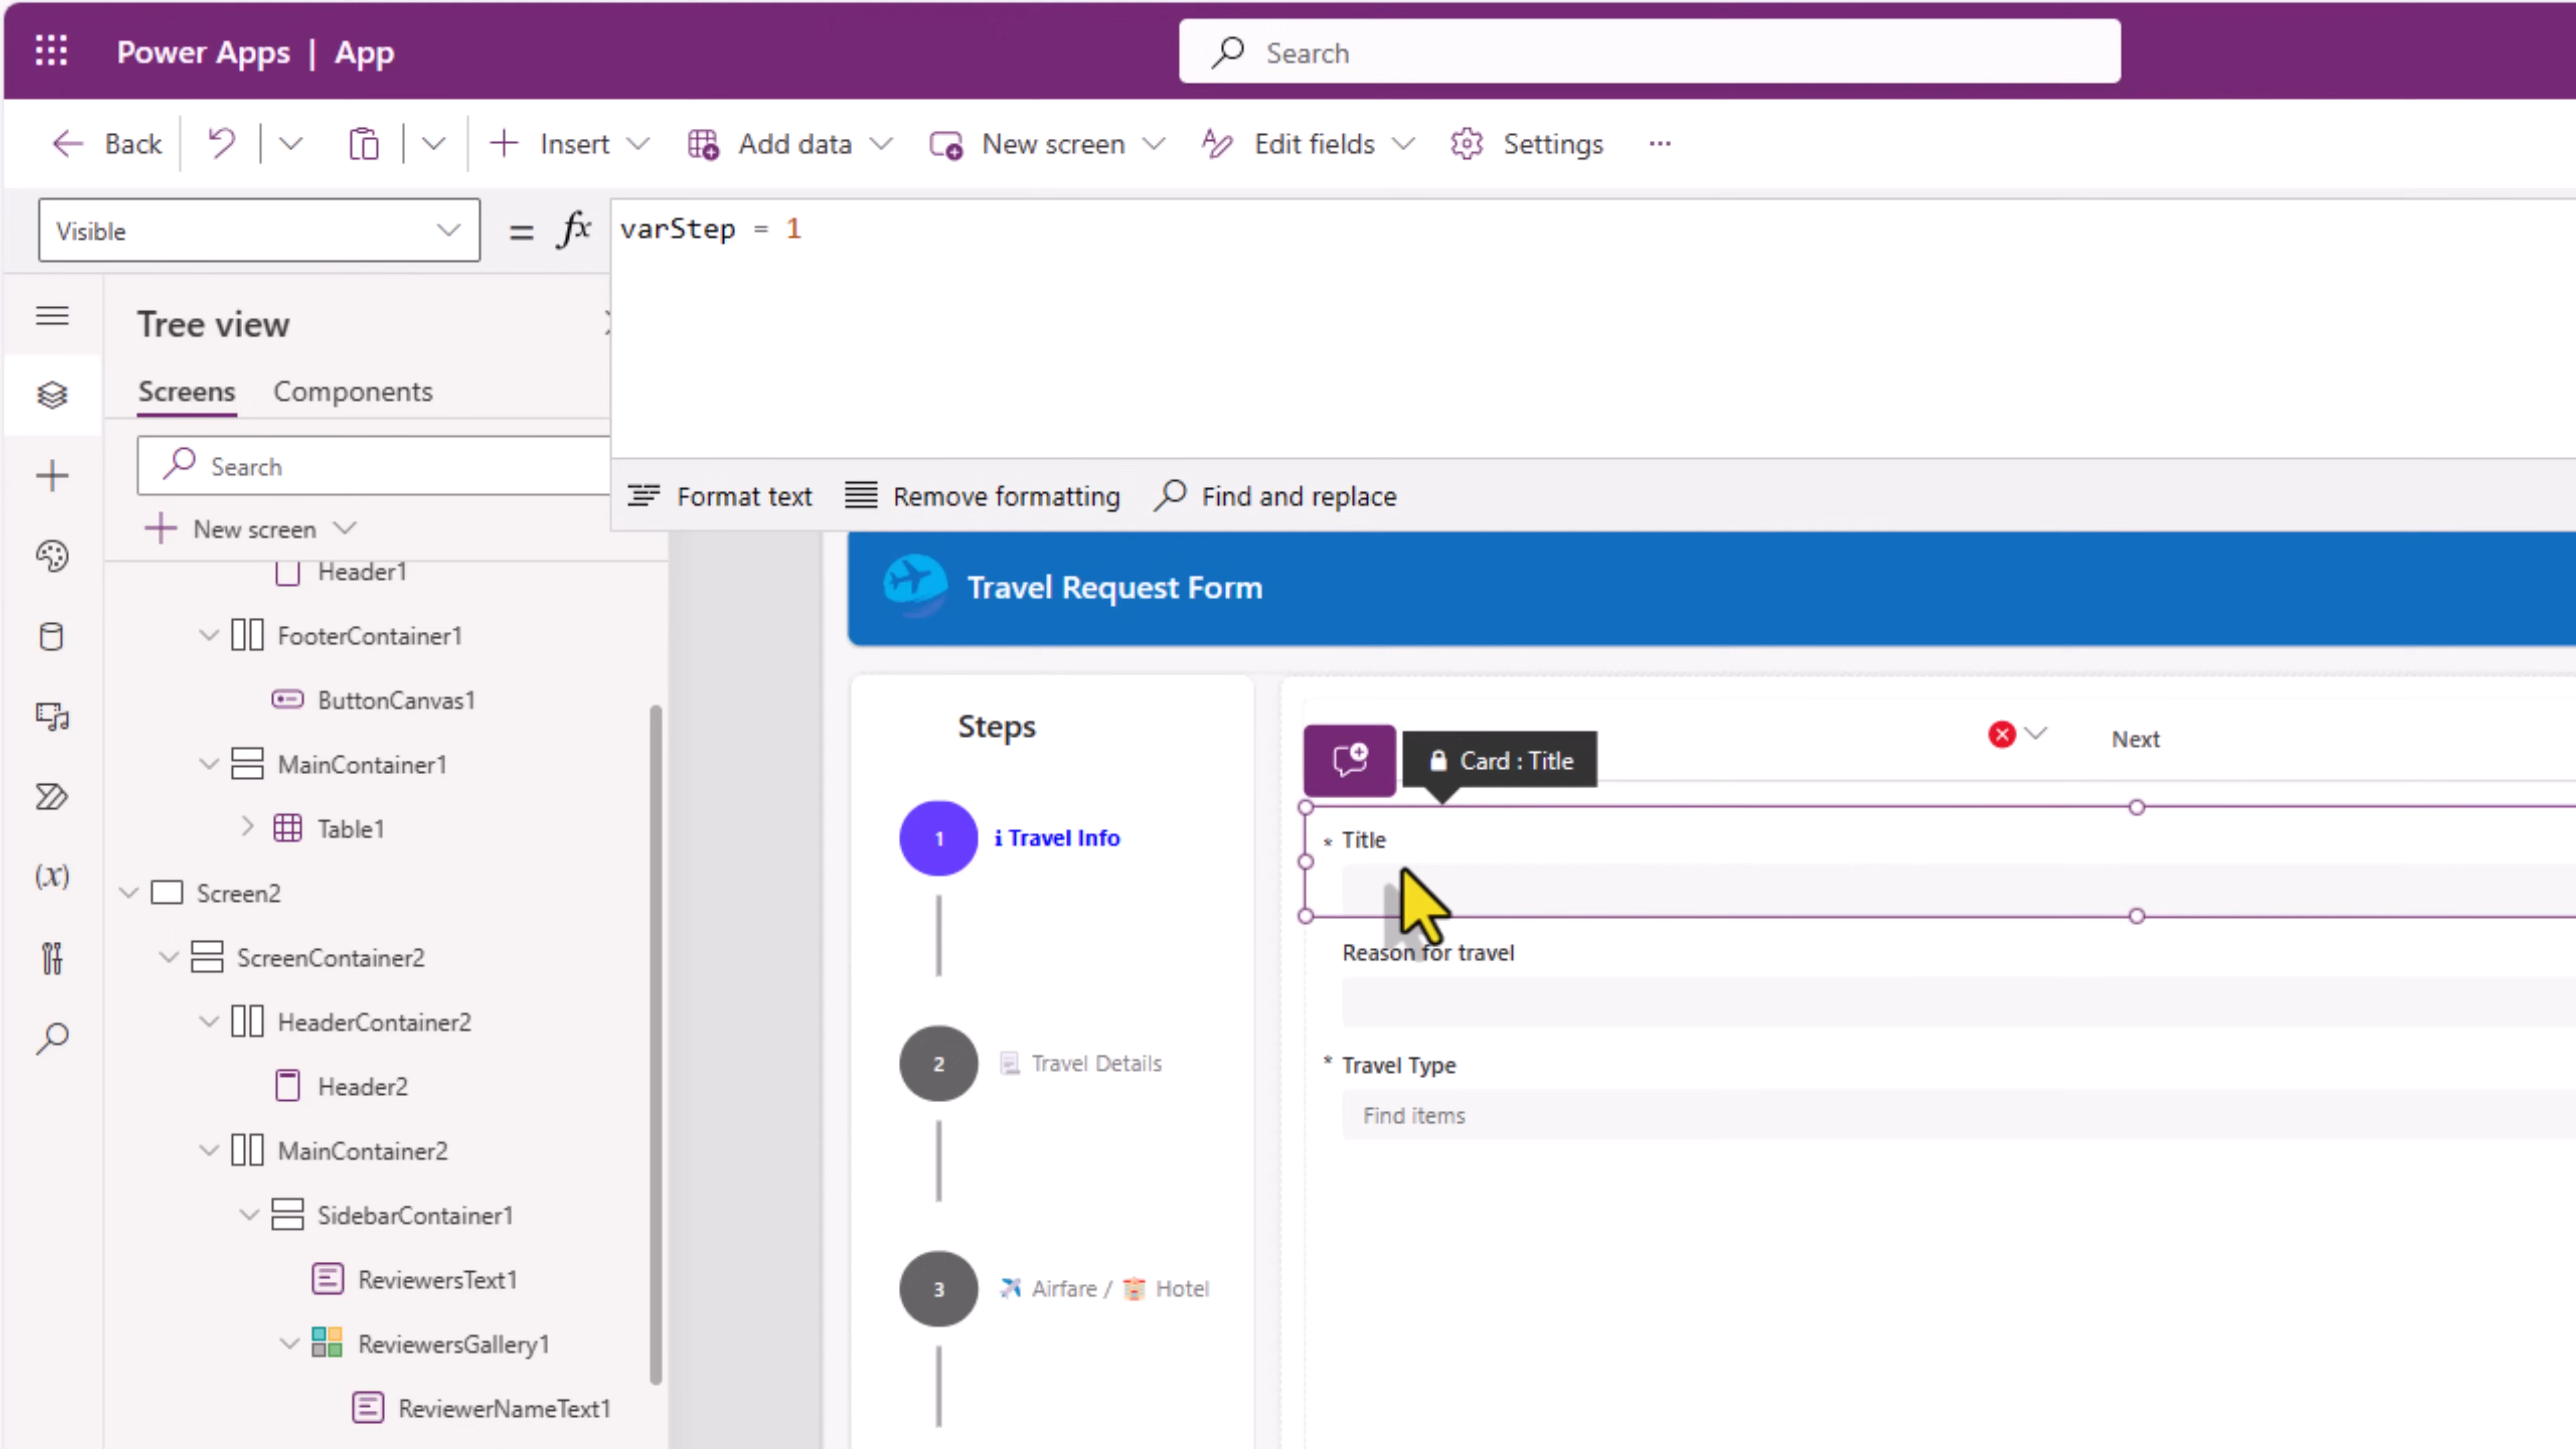 Power Apps | App
Search
Back
Insert
Add data
New screen
Edit fields
Settings
Visible
= fx
varStep = 1
Tree view
Screens
Components
Search
New screen
Format text
Remove formatting
Find and replace
Header1
FooterContainer1
ButtonCanvas1
MainContainer1
Table1
Screen2
ScreenContainer2
HeaderContainer2
Header2
MainContainer2
SidebarContainer1
ReviewersText1
ReviewersGallery1
ReviewerNameText1
Travel Request Form
Steps
1
ℹ Travel Info
2
Travel Details
3
Airfare / Hotel
Card : Title
Next
* Title
Reason for travel
* Travel Type
Find items
(x)